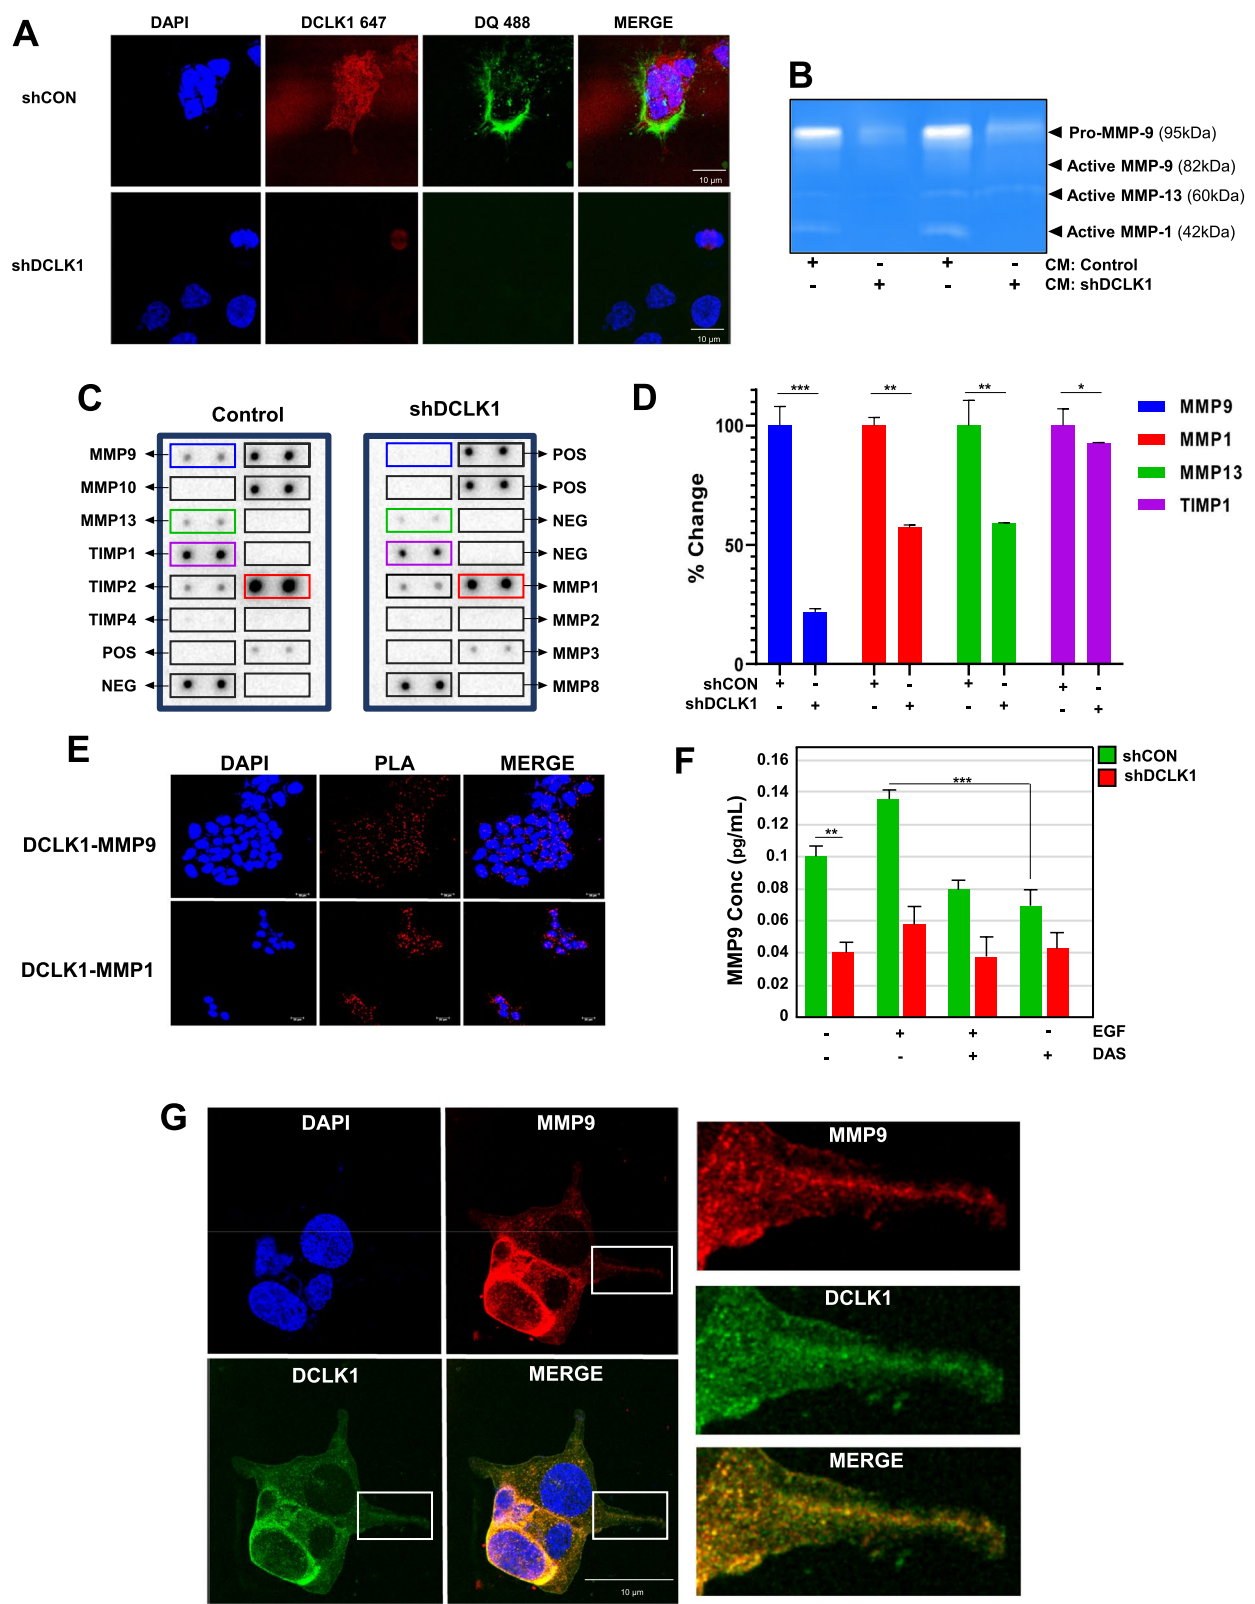 A
DAPI
DCLK1 647
DQ 488
MERGE
shCON
10 µm
shDCLK1
10 µm
B
Pro-MMP-9 (95kDa)
Active MMP-9 (82kDa)
Active MMP-13 (60kDa)
Active MMP-1 (42kDa)
+ - + - CM: Control
- + - + CM: shDCLK1
C
Control
shDCLK1
MMP9
POS
MMP10
POS
MMP13
NEG
TIMP1
NEG
TIMP2
MMP1
TIMP4
MMP2
POS
MMP3
NEG
MMP8
D
*** ** ** *
% Change
100
50
0
MMP9
MMP1
MMP13
TIMP1
shCON + - + - + - + -
shDCLK1 - + - + - + - +
E
DAPI
PLA
MERGE
DCLK1-MMP9
DCLK1-MMP1
F
MMP9 Conc (pg/mL)
0.16
0.14
0.12
0.1
0.08
0.06
0.04
0.02
0
**
***
shCON
shDCLK1
- + + - EGF
- - + + DAS
G
DAPI
MMP9
DCLK1
MERGE
10 µm
MMP9
DCLK1
MERGE